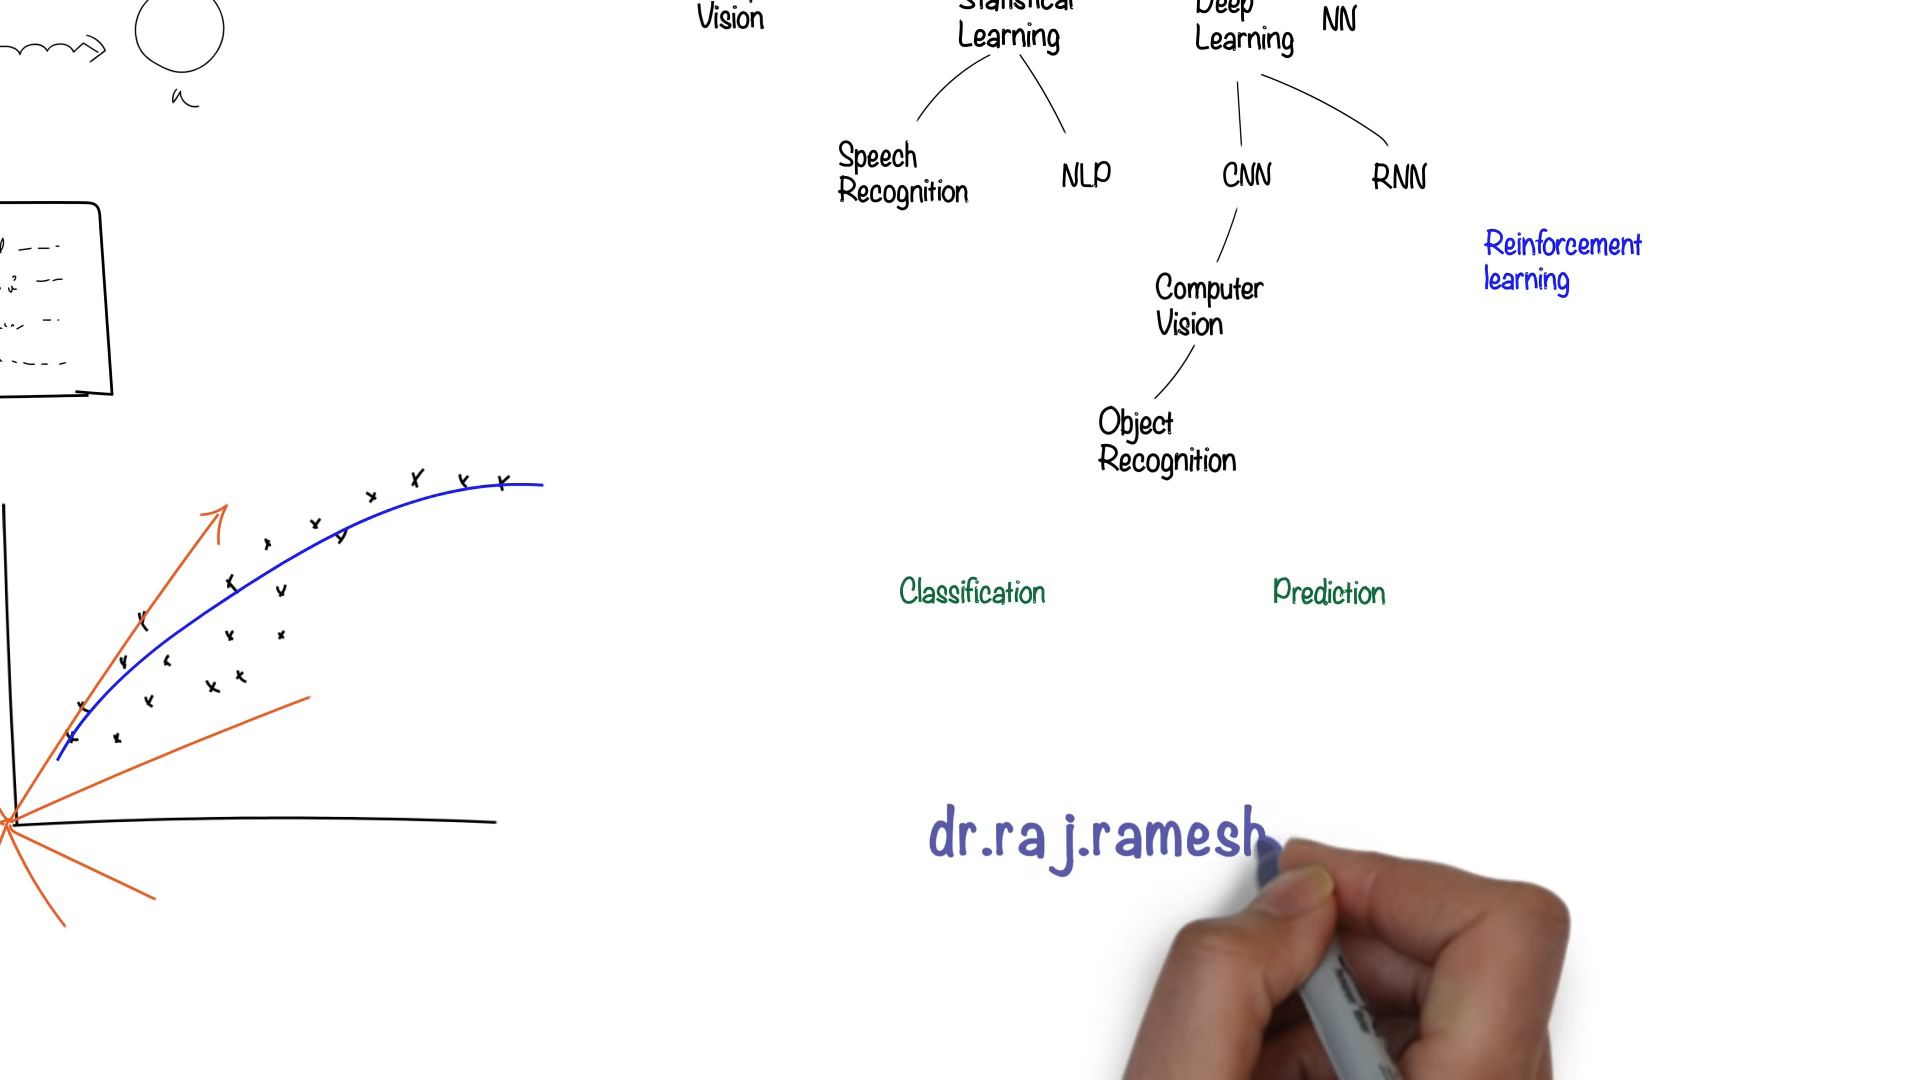 Vision
Statistical
Learning
Deep
Learning
NN
a
Speech
Recognition
NLP
CNN
RNN
Reinforcement
learning
Computer
Vision
Object
Recognition
Classification
Prediction
dr.raj.ramesh